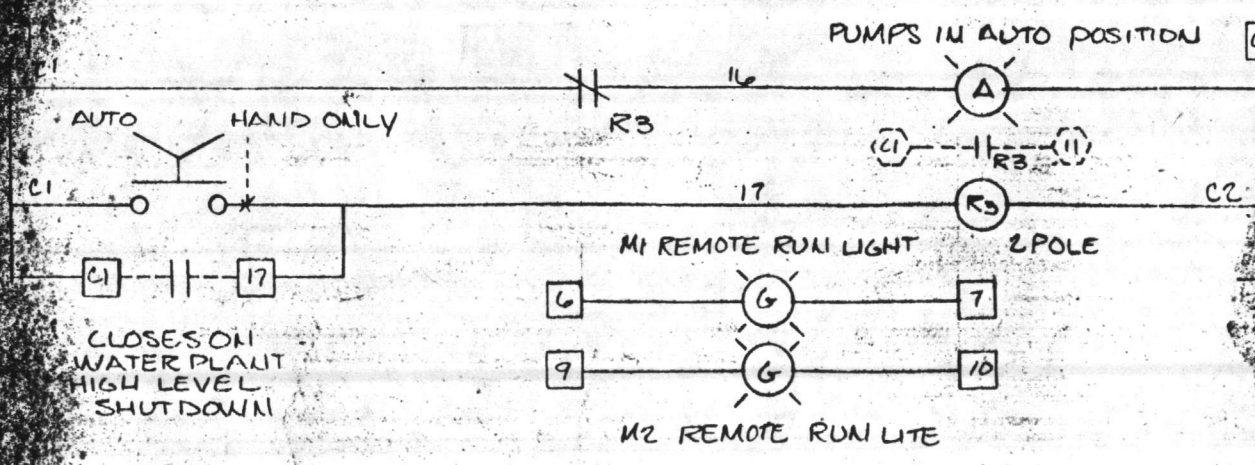 PUMPS IN AUTO POSITION
C1
16
A
R3
AUTO
HAND ONLY
C1
11
R3
C1
17
R3
C2
M1 REMOTE RUN LIGHT
2 POLE
C1
17
6
G
7
CLOSES ON
WATER PLANT
HIGH LEVEL
SHUTDOWN
9
G
10
M2 REMOTE RUN LITE